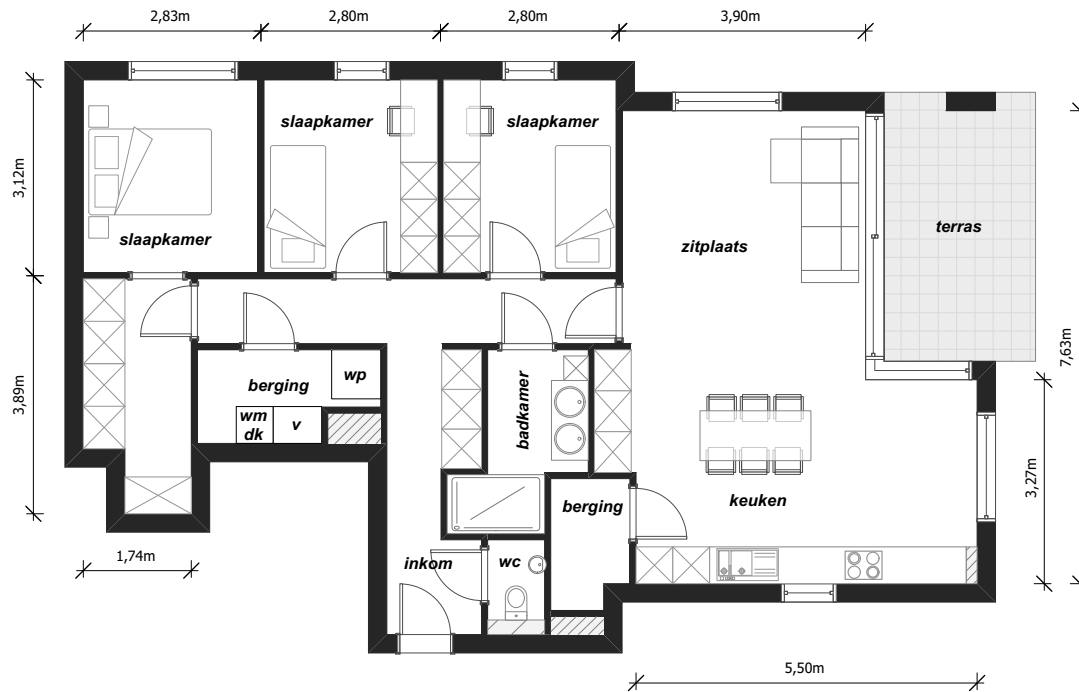 2,83m
2,80m
2,80m
3,90m
slaapkamer
slaapkamer
slaapkamer
3,12m
zitplaats
terras
7,63m
3,89m
berging
wp
wm
dk
v
badkamer
keuken
berging
3,27m
1,74m
inkom
wc
5,50m